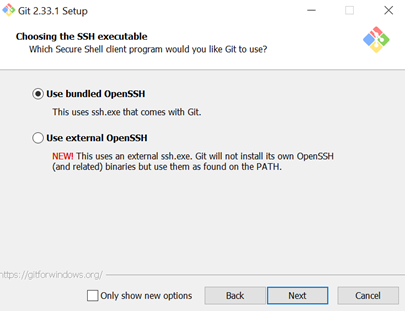 Git 2.33.1 Setup
Choosing the SSH executable
Which Secure Shell client program would you like Git to use?
Use bundled OpenSSH
This uses ssh.exe that comes with Git.
Use external OpenSSH
NEW! This uses an external ssh.exe. Git will not install its own OpenSSH
(and related) binaries but use them as found on the PATH.
https://gitforwindows.org/
Only show new options
Back
Next
Cancel